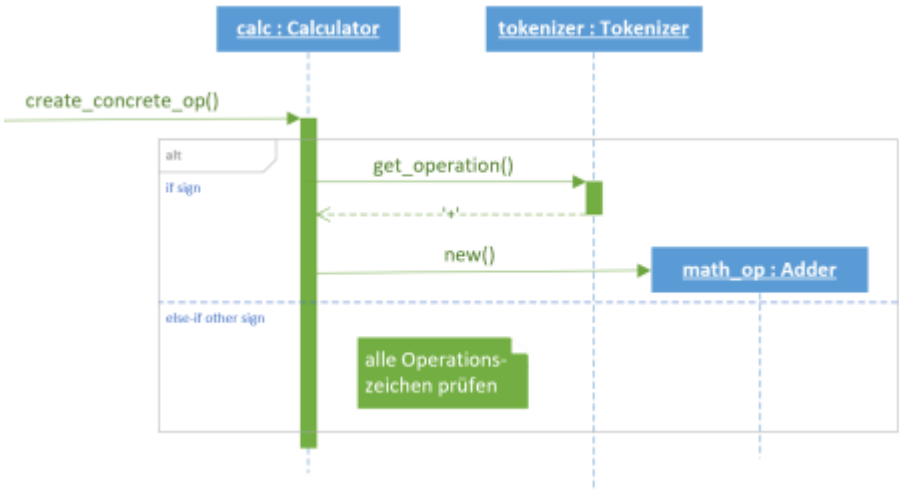 calc : Calculator
tokenizer : Tokenizer
create_concrete_op()
alt
get_operation()
if sign
'+'
new()
math_op : Adder
else-if other sign
alle Operations-
zeichen prüfen